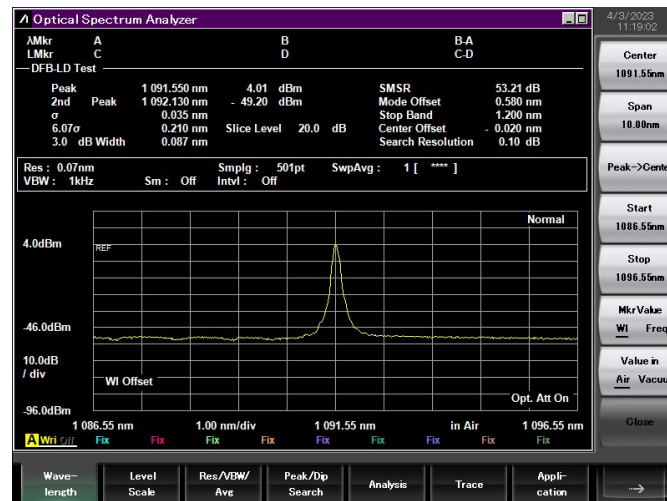 Optical Spectrum Analyzer
4/3/2023
11:19:02
λMkr A B B-A
LMkr C D C-D
DFB-LD Test
Peak 1 091.550 nm 4.01 dBm SMSR 53.21 dB
2nd Peak 1 092.130 nm - 49.20 dBm Mode Offset 0.580 nm
σ 0.035 nm Stop Band 1.200 nm
6.07σ 0.210 nm Slice Level 20.0 dB Center Offset - 0.020 nm
3.0 dB Width 0.087 nm Search Resolution 0.10 dB
Res : 0.07nm Smplg : 501pt SwpAvg : 1 [ **** ]
VBW : 1kHz Sm : Off Intvl : Off
Normal
4.0dBm
REF
-46.0dBm
10.0dB
/ div
Wl Offset
Opt. Att On
-96.0dBm
1 086.55 nm 1.00 nm/div 1 091.55 nm in Air 1 096.55 nm
A Wri Off Fix Fix Fix Fix Fix Fix Fix Fix Fix
Center
1091.55nm
Span
10.00nm
Peak->Cente
Start
1086.55nm
Stop
1096.55nm
MkrValue
Wl Freq
Value in
Air Vacuu
Close
Wave-
length
Level
Scale
Res/VBW/
Avg
Peak/Dip
Search
Analysis
Trace
Appli-
cation